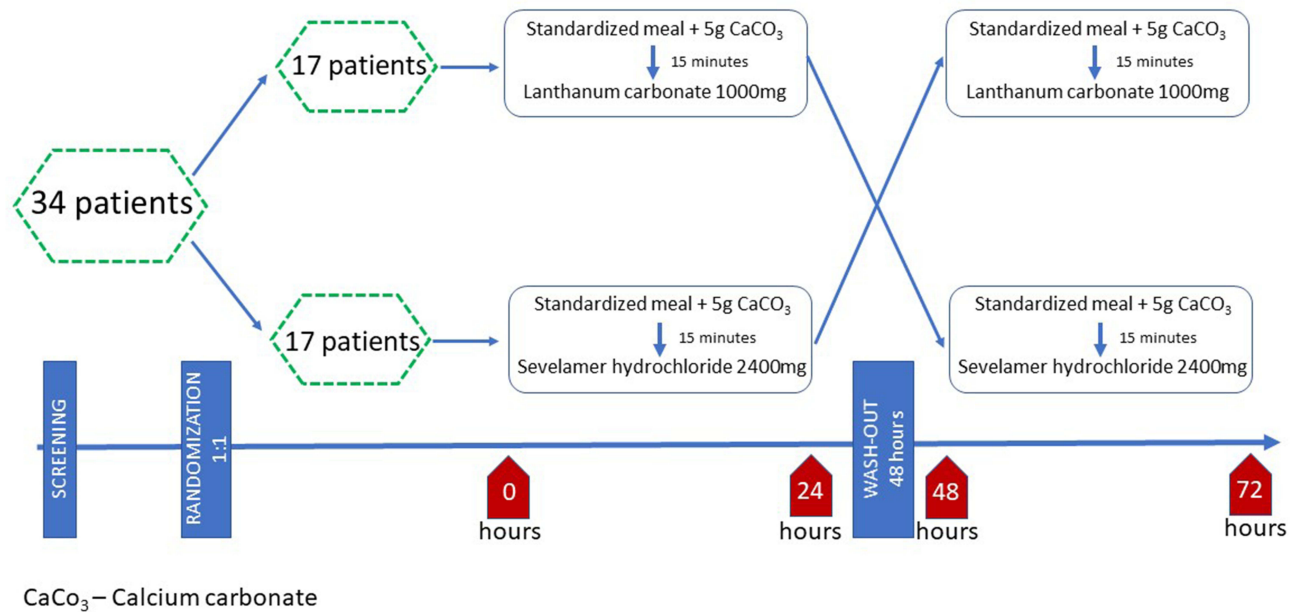 34 patients
17 patients
Standardized meal + 5g CaCO₃
15 minutes
Lanthanum carbonate 1000mg
Standardized meal + 5g CaCO₃
15 minutes
Lanthanum carbonate 1000mg
17 patients
Standardized meal + 5g CaCO₃
15 minutes
Sevelamer hydrochloride 2400mg
Standardized meal + 5g CaCO₃
15 minutes
Sevelamer hydrochloride 2400mg
SCREENING
RANDOMIZATION
1:1
0
hours
24
hours
WASH-OUT
48 hours
48
hours
72
hours
CaCo₃ – Calcium carbonate